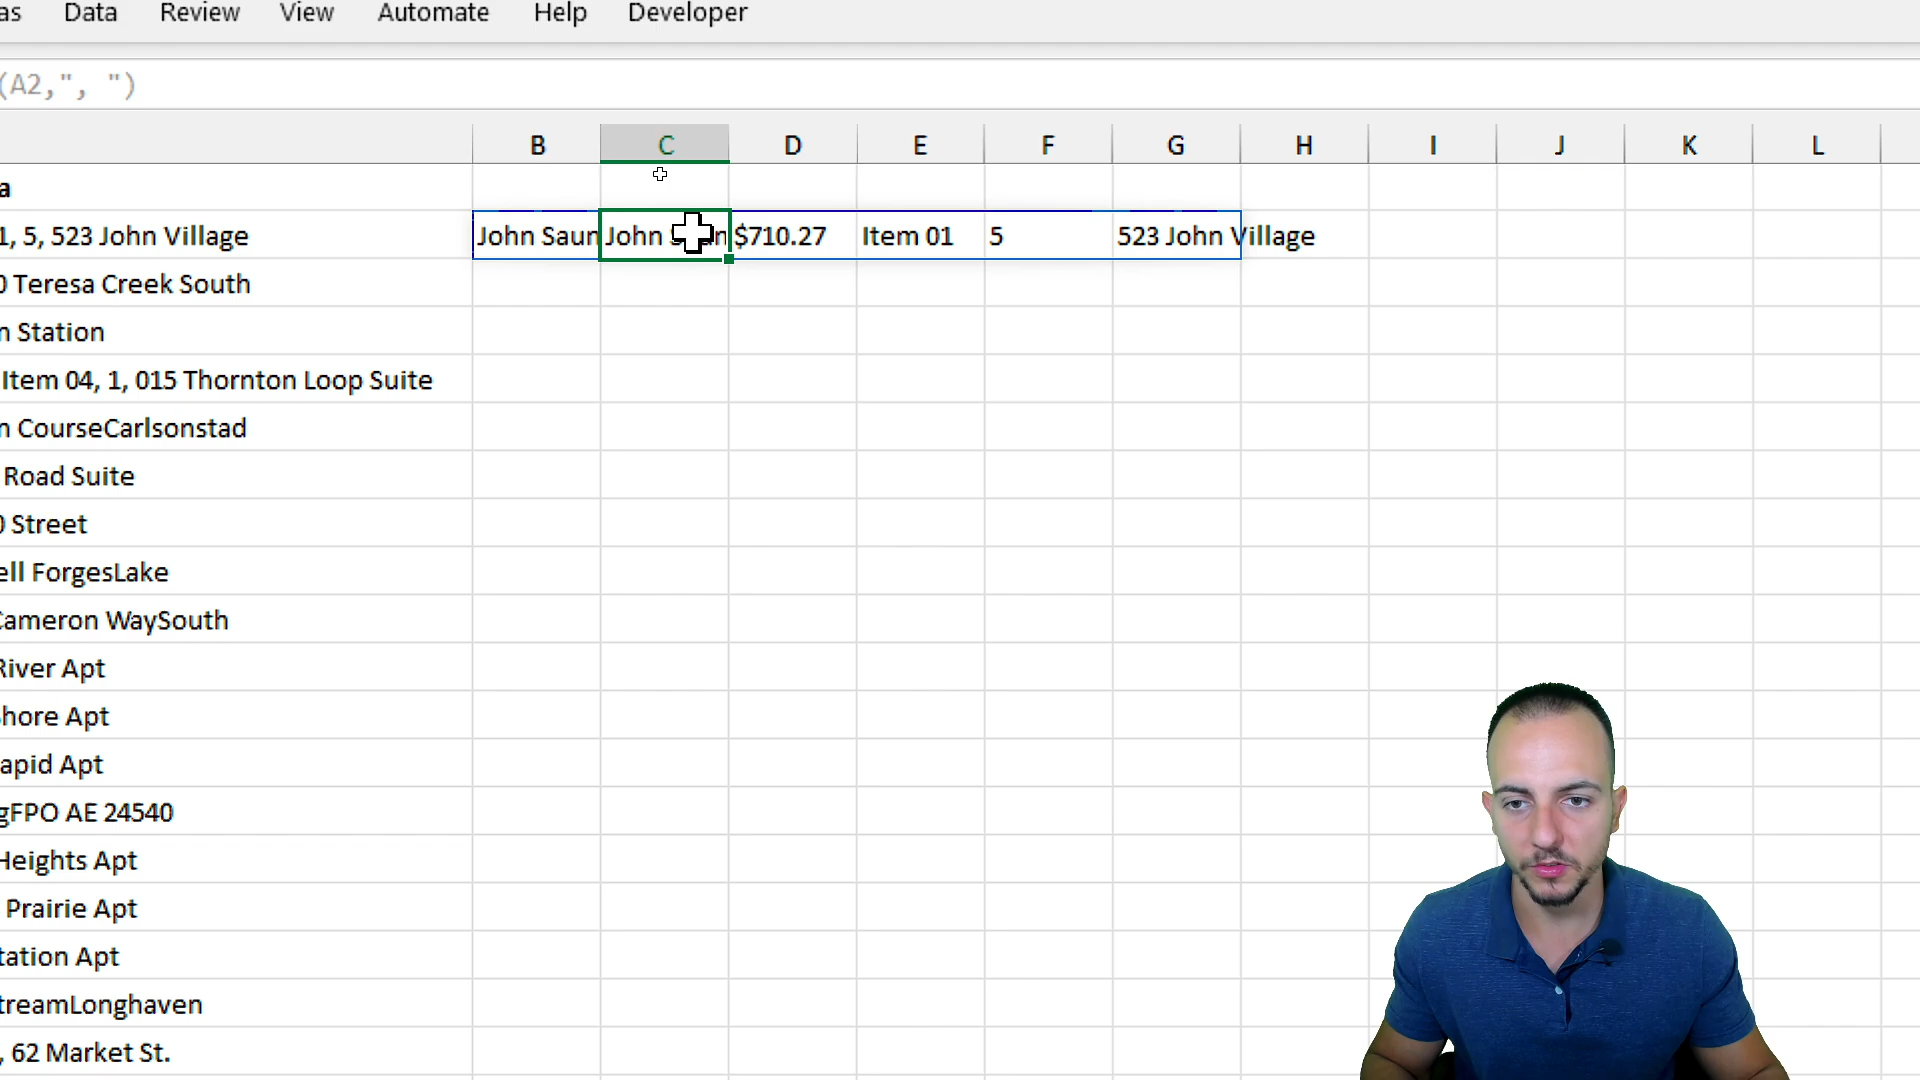 as Data Review View Automate Help Developer
(A2,", ")
B C D E F G H I J K L
a
1, 5, 523 John Village John Saun John $710.27 Item 01 5 523 John Village
0 Teresa Creek South
n Station
Item 04, 1, 015 Thornton Loop Suite
n CourseCarlsonstad
Road Suite
0 Street
ell ForgesLake
Cameron WaySouth
River Apt
Shore Apt
apid Apt
gFPO AE 24540
Heights Apt
Prairie Apt
tation Apt
treamLonghaven
, 62 Market St.